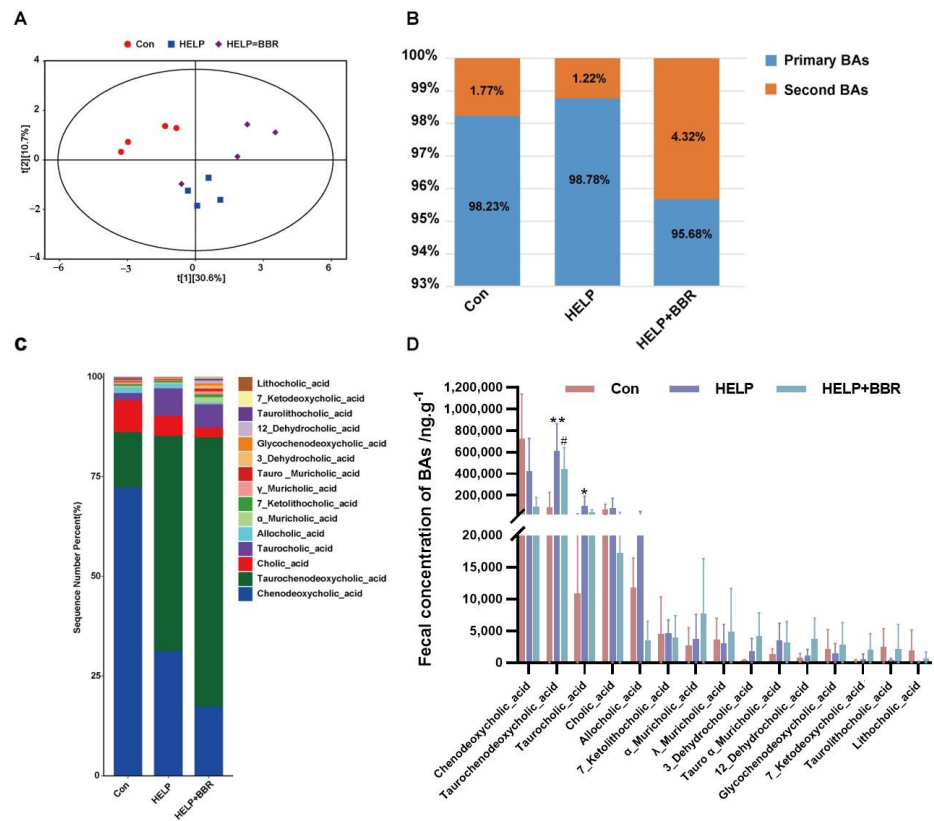 A
Con HELP HELP=BBR
4
2
0
−2
−4
−6 −3 0 3 6
t[2][10.7%]
t[1][30.6%]
B
100%
99%
98%
97%
96%
95%
94%
93%
1.77%
98.23%
1.22%
98.78%
4.32%
95.68%
Con
HELP
HELP+BBR
Primary BAs
Second BAs
C
Sequence Number Percent(%)
100
75
50
25
0
Con
HELP
HELP+BBR
Lithocholic_acid
7_Ketodeoxycholic_acid
Taurolithocholic_acid
12_Dehydrocholic_acid
Glycochenodeoxycholic_acid
3_Dehydrocholic_acid
Tauro _Muricholic_acid
γ_Muricholic_acid
7_Ketolithocholic_acid
α_Muricholic_acid
Allocholic_acid
Taurocholic_acid
Cholic_acid
Taurochenodeoxycholic_acid
Chenodeoxycholic_acid
D
Con HELP HELP+BBR
Fecal concentration of BAs /ng.g-1
1,200,000
1,000,000
800,000
600,000
400,000
200,000
20,000
15,000
10,000
5,000
0
**
#
*
Chenodeoxycholic_acid
Taurochenodeoxycholic_acid
Taurocholic_acid
Cholic_acid
Allocholic_acid
7_Ketolithocholic_acid
α_Muricholic_acid
λ_Muricholic_acid
3_Dehydrocholic_acid
Tauro α_Muricholic_acid
12_Dehydrocholic_acid
Glycochenodeoxycholic_acid
7_Ketodeoxycholic_acid
Taurolithocholic_acid
Lithocholic_acid